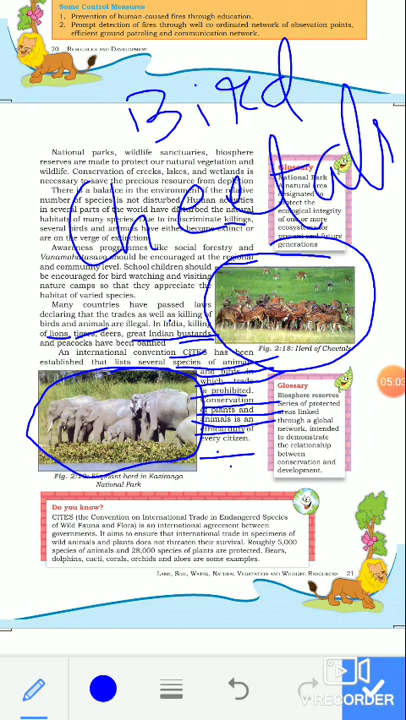 Some Control Measures
1. Prevention of human-caused fires through education.
2. Prompt detection of fires through well co ordinated network of obsevation points,
efficient ground patroling and communication network.
20 RESOURCES AND DEVELOPMENT
Bird
Cheetals
National parks, wildlife sanctuaries, biosphere
reserves are made to protect our natural vegetation and
wildlife. Conservation of creeks, lakes, and wetlands is
necessary to save the precious resource from depletion
There is a balance in the environment if the relative
number of species is not disturbed. Human activities
in several parts of the world have disturbed the natural
habitats of many species. Due to indiscriminate killings,
several birds and animals have either become extinct or
are on the verge of extinction.
Awareness programmes like social forestry and
Vanamohatasava should be encouraged at the regional
and community level. School children should
be encouraged for bird watching and visiting
nature camps so that they appreciate the
habitat of varied species.
Many countries have passed laws
declaring that the trades as well as killing of
birds and animals are illegal. In India, killing
of lions, tigers, deers, great Indian bustards
and peacocks have been banned
An international convention CITES has been
established that lists several species of animals
and birds in
which trade
is prohibited.
Conservation
of plants and
animals is an
ethical duty of
every citizen.
Glossary
National Park
A natural area
designated to
protect the
ecological integrity
of one or more
ecosystems for
present and future
generations
Fig. 2:18: Herd of Cheetals
Glossary
Biosphere reserves
Series of protected
areas linked
through a global
network, intended
to demonstrate
the relationship
between
conservation and
development.
Fig. 2:19: Elephant herd in Kaziranga
National Park
Do you know?
CITES (the Convention on International Trade in Endangered Species
of Wild Fauna and Flora) is an international agreement between
governments. It aims to ensure that international trade in specimens of
wild animals and plants does not threaten their survival. Roughly 5,000
species of animals and 28,000 species of plants are protected. Bears,
dolphins, cacti, corals, orchids and aloes are some examples.
LAND, SOIL, WATER, NATURAL VEGETATION AND WILDLIFE RESOURCES 21
05:03
V RECORDER